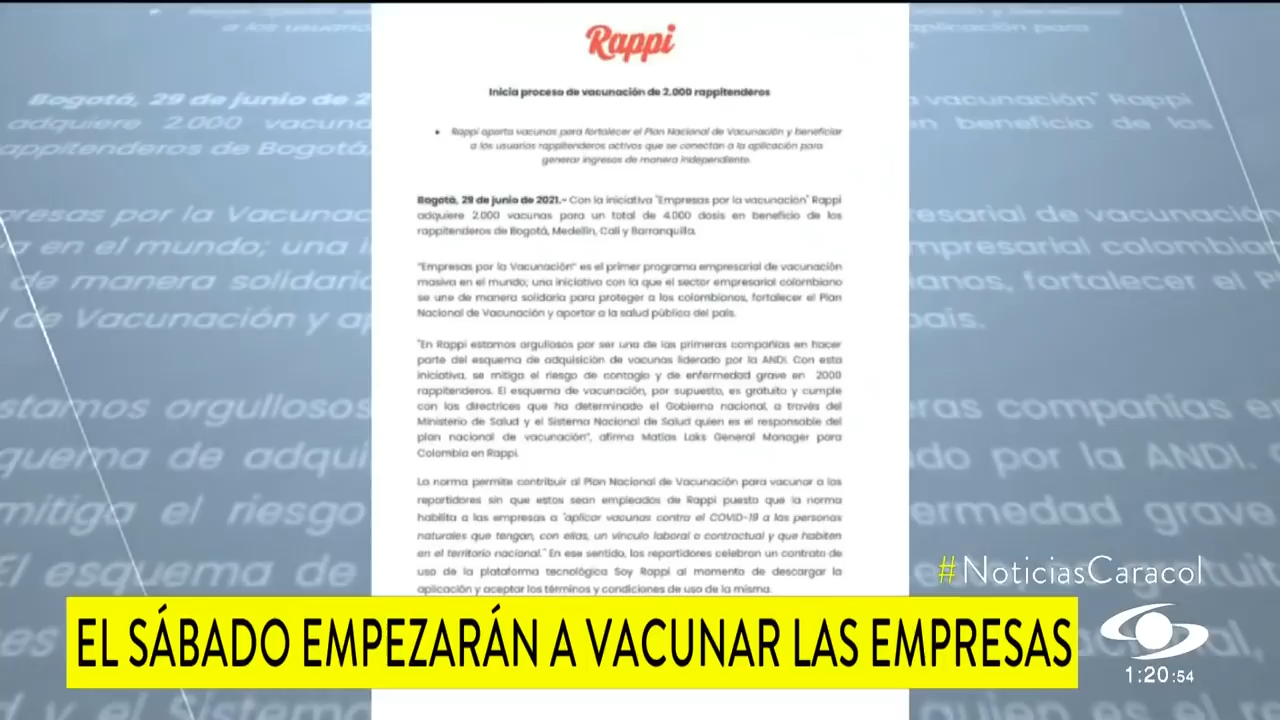 Rappi
Inicia proceso de vacunación de 2.000 rappitenderos
• Rappi aporta vacunas para fortalecer el Plan Nacional de Vacunación y beneficiar
a los usuarios rappitenderos activos que se conectan a la aplicación para
generar ingresos de manera independiente.
Bogotá, 29 de junio de 2021.- Con la iniciativa "Empresas por la vacunación" Rappi
adquiere 2.000 vacunas para un total de 4.000 dosis en beneficio de los
rappitenderos de Bogotá, Medellín, Cali y Barranquilla.
"Empresas por la Vacunación" es el primer programa empresarial de vacunación
masiva en el mundo; una iniciativa con la que el sector empresarial colombiano
se une de manera solidaria para proteger a los colombianos, fortalecer el Plan
Nacional de Vacunación y aportar a la salud pública del país.
"En Rappi estamos orgullosos por ser una de las primeras compañías en hacer
parte del esquema de adquisición de vacunas liderado por la ANDI. Con esta
iniciativa, se mitiga el riesgo de contagio y de enfermedad grave en 2000
rappitenderos. El esquema de vacunación, por supuesto, es gratuito y cumple
con las directrices que ha determinado el Gobierno nacional, a través del
Ministerio de Salud y el Sistema Nacional de Salud quien es el responsable del
plan nacional de vacunación", afirma Matias Laks General Manager para
Colombia en Rappi.
La norma permite contribuir al Plan Nacional de Vacunación para vacunar a los
repartidores sin que estos sean empleados de Rappi puesto que la norma
habilita a las empresas a "aplicar vacunas contra el COVID-19 a las personas
naturales que tengan, con ellas, un vínculo laboral o contractual y que habiten
en el territorio nacional." En ese sentido, los repartidores celebran un contrato de
uso de la plataforma tecnológica Soy Rappi al momento de descargar la
aplicación y aceptar los términos y condiciones de uso de la misma.
#NoticiasCaracol
EL SÁBADO EMPEZARÁN A VACUNAR LAS EMPRESAS
1:20:54